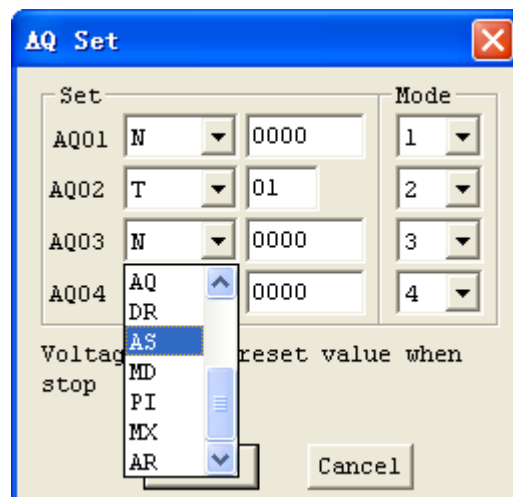 AQ Set
Set Mode
AQ01 N 0000 1
AQ02 T 01 2
AQ03 N 0000 3
AQ04 0000 4
AQ
DR
AS
MD
PI
MX
AR
reset value when
stop
Cancel